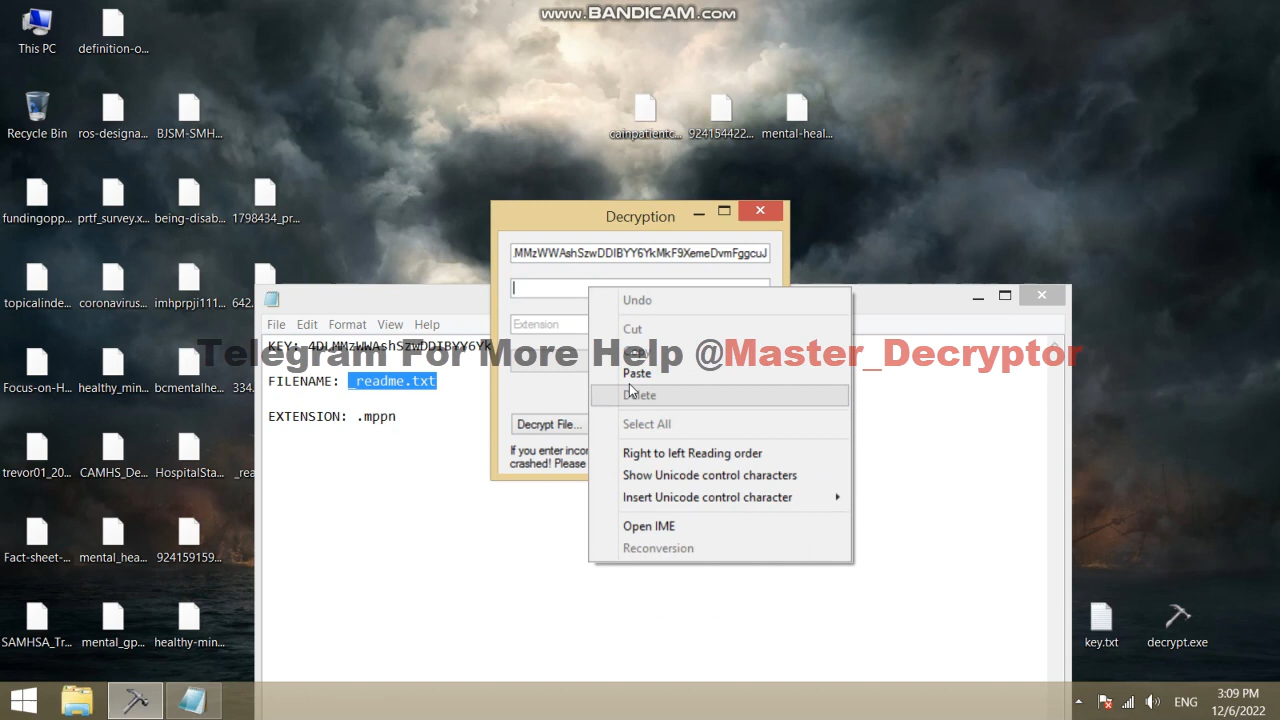 www.BANDICAM.com
This PC
definition-o...
Recycle Bin
ros-designa...
BJSM-SMH...
cainpatientc...
924154422...
mental-heal...
fundingopp...
prtf_survey.x...
being-disab...
1798434_pr...
Decryption
.MMzWWAshSzwDDIBYY6YkMkF9XemeDvmFggcuJ
topicalinde...
coronavirus...
imhprpji111...
642.
File Edit Format View Help
Extension
Undo
Cut
Paste
Delete
Select All
Right to left Reading order
Show Unicode control characters
Insert Unicode control character
Open IME
Reconversion
KEY: 4DLMMzWWAshSzwDDIBYY6Yk
Telegram For More Help @Master_Decryptor
FILENAME: _readme.txt
EXTENSION: .mppn
Focus-on-H...
healthy_min...
bcmentalhe...
334.
Decrypt File...
If you enter incor
crashed! Please
trevor01_20...
CAMHS_De...
HospitalSta...
_rea
Fact-sheet-...
mental_hea...
924159159...
SAMHSA_Tr...
mental_gp...
healthy-min...
key.txt
decrypt.exe
ENG
3:09 PM
12/6/2022